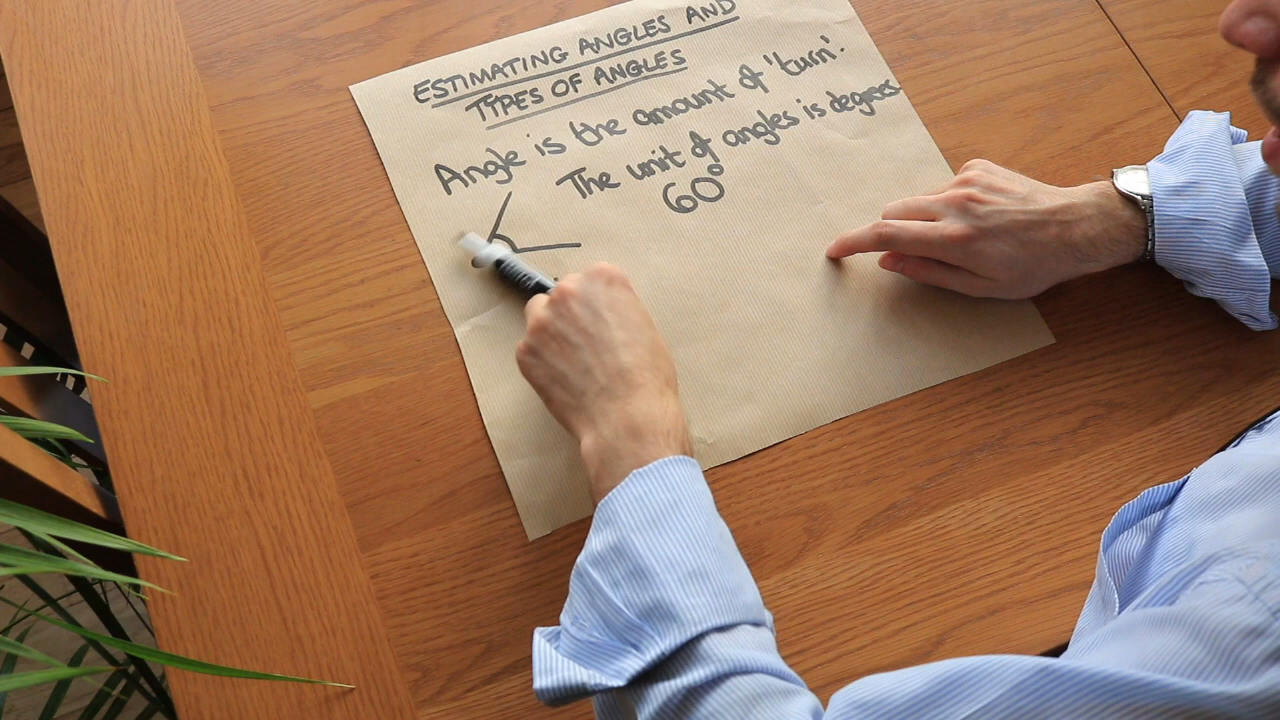 ESTIMATING ANGLES AND
TYPES OF ANGLES
Angle is the amount of 'turn'.
The unit of angles is degrees
60°